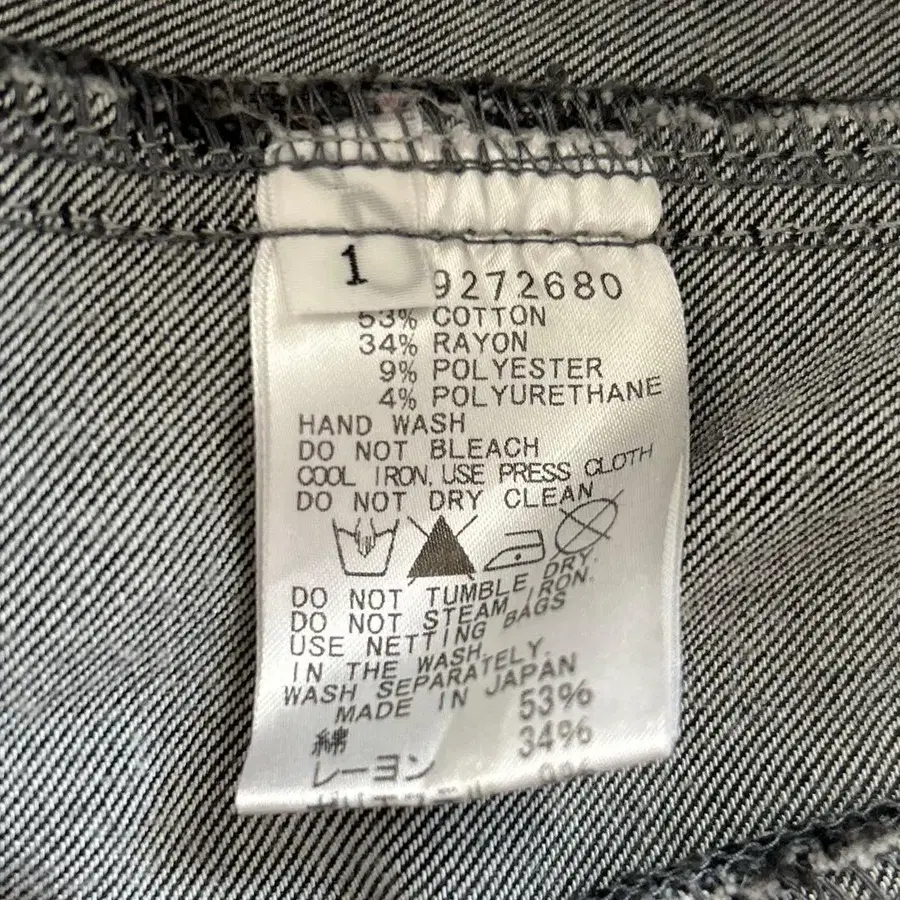 1
9272680
53% COTTON
34% RAYON
9% POLYESTER
4% POLYURETHANE
HAND WASH
DO NOT BLEACH
COOL IRON. USE PRESS CLOTH
DO NOT DRY CLEAN
DO NOT TUMBLE DRY.
DO NOT STEAM IRON.
USE NETTING BAGS
IN THE WASH.
WASH SEPARATELY.
MADE IN JAPAN
綿 53%
レーヨン 34%